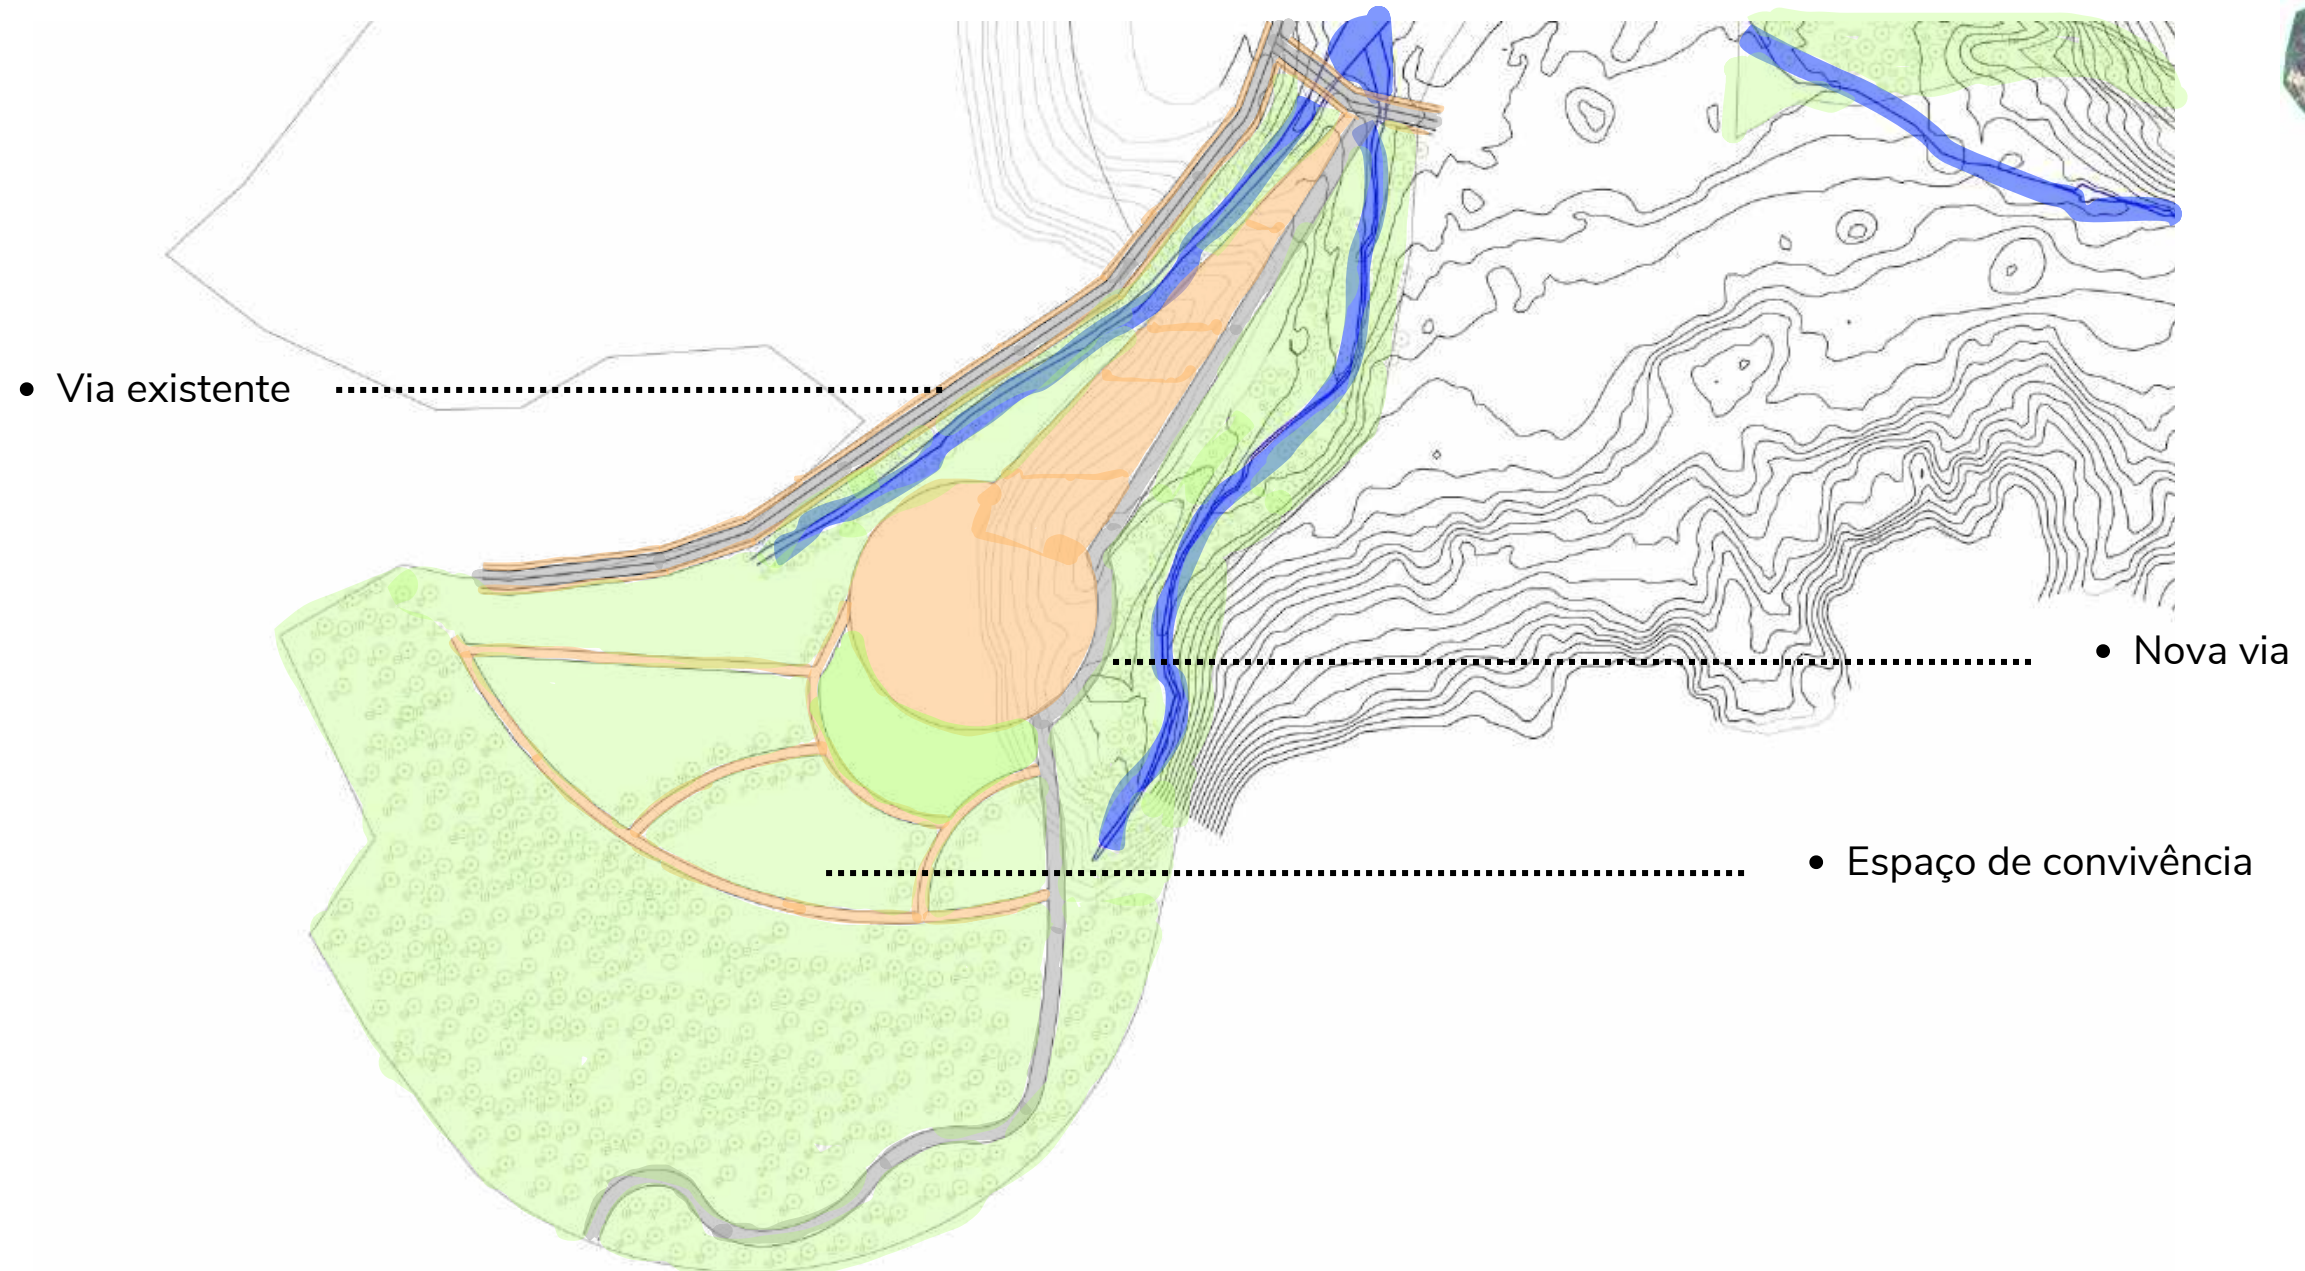 • Via existente
• Nova via
• Espaço de convivência